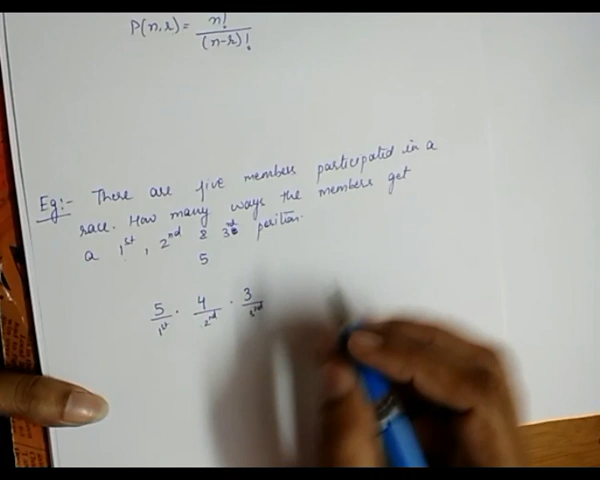 P(n,r) = n! / (n-r)!
Eg:- There are five members participated in a
race. How many ways the members get
a 1st, 2nd & 3rd position.
5
5 . 4 . 3
1st 2nd